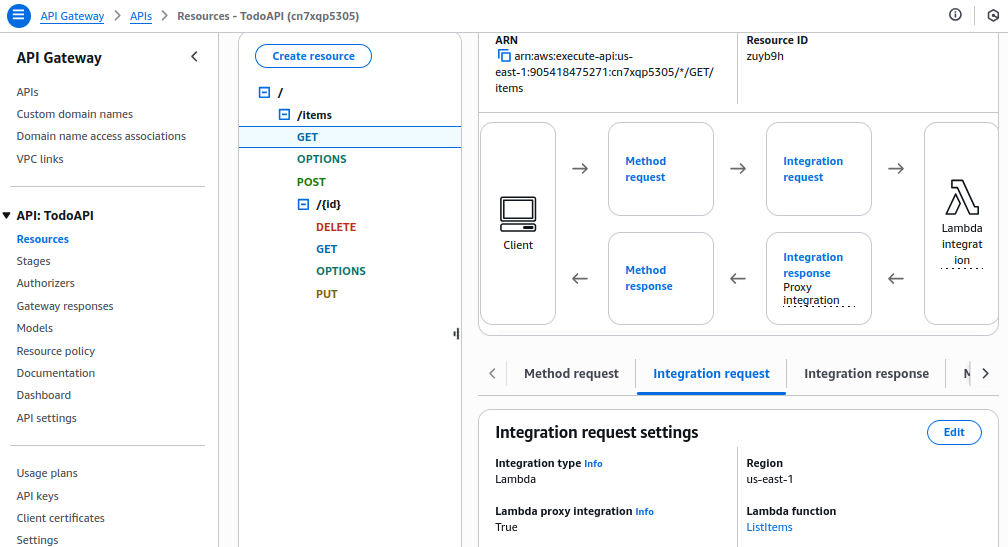 API Gateway > APIs > Resources - TodoAPI (cn7xqp5305)
API Gateway
APIs
Custom domain names
Domain name access associations
VPC links
API: TodoAPI
Resources
Stages
Authorizers
Gateway responses
Models
Resource policy
Documentation
Dashboard
API settings
Usage plans
API keys
Client certificates
Settings
Create resource
/
/items
GET
OPTIONS
POST
/{id}
DELETE
GET
OPTIONS
PUT
ARN
arn:aws:execute-api:us-
east-1:905418475271:cn7xqp5305/*/GET/
items
Resource ID
zuyb9h
Client
Method
request
Integration
request
Lambda
integrat
ion
Method
response
Integration
response
Proxy
integration
Method request
Integration request
Integration response
Integration request settings
Edit
Integration type Info
Lambda
Region
us-east-1
Lambda proxy integration Info
True
Lambda function
ListItems